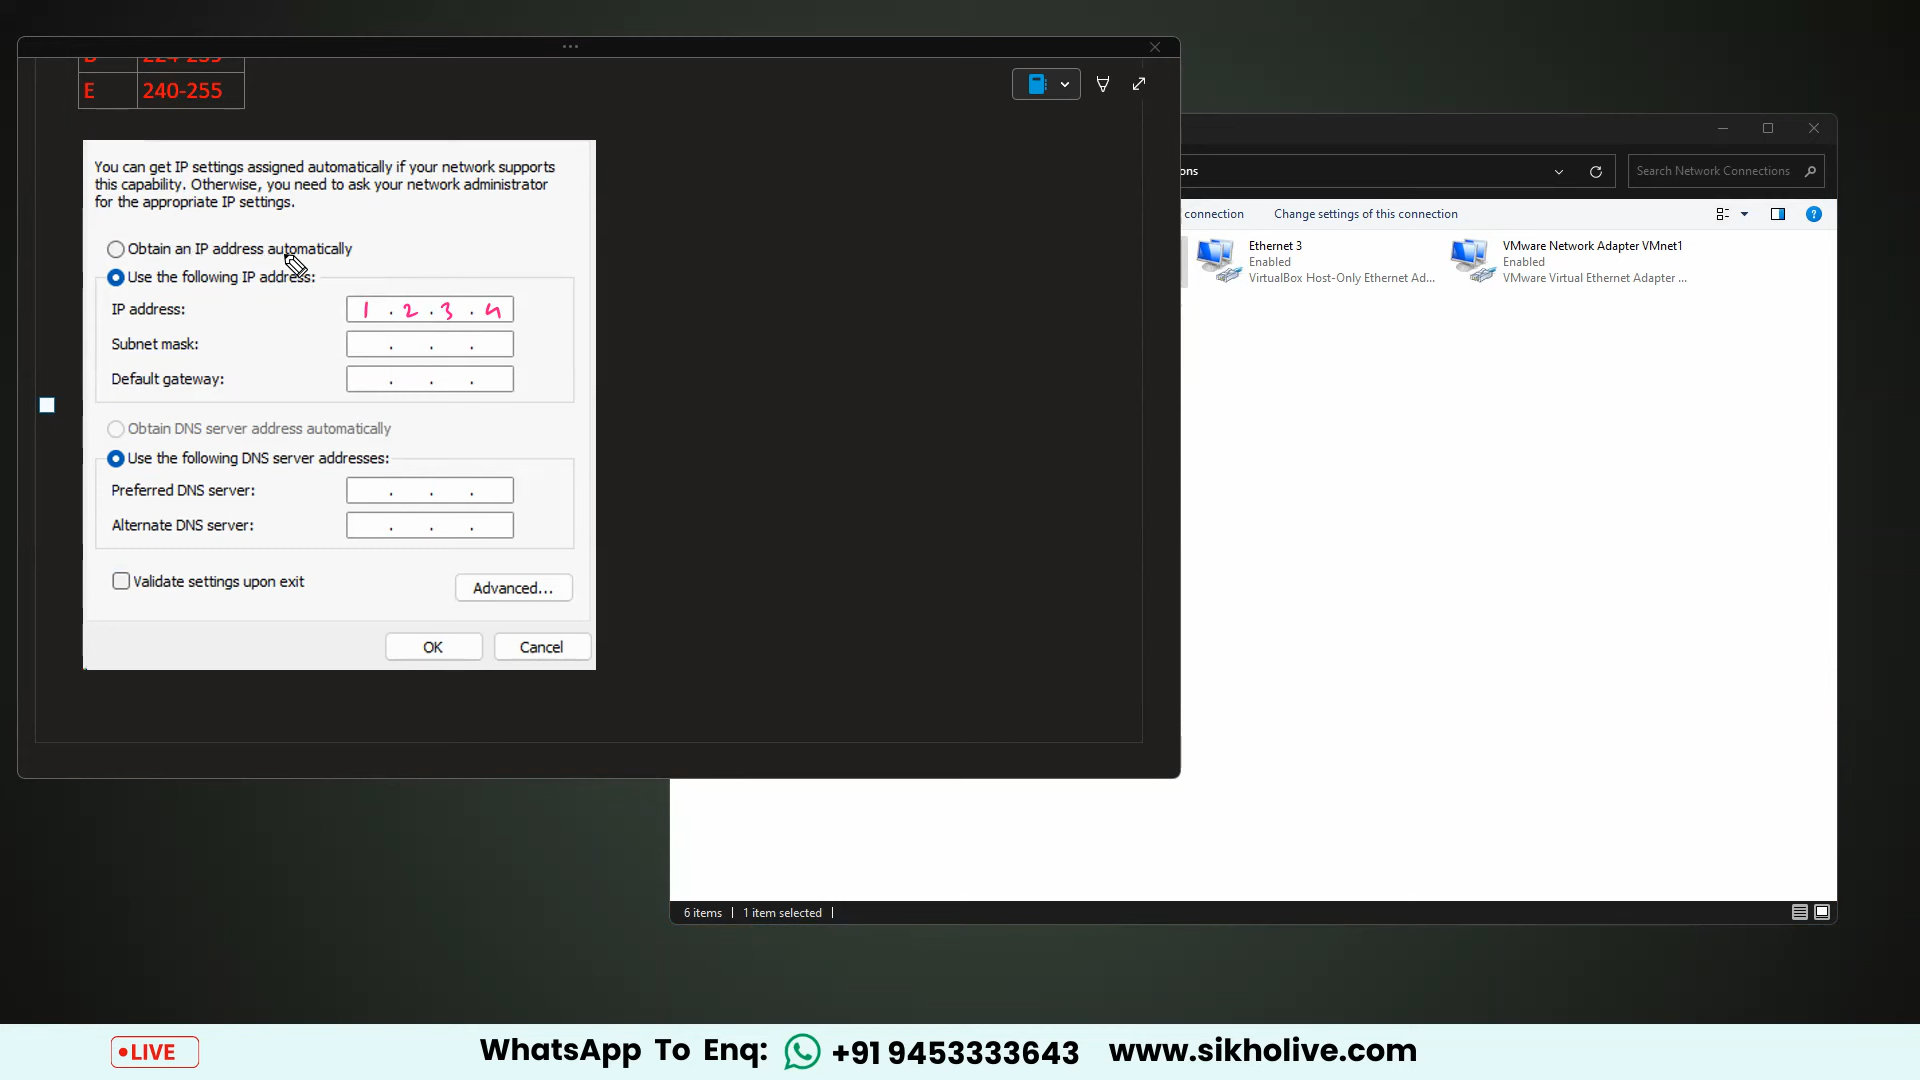 E 240-255
You can get IP settings assigned automatically if your network supports
this capability. Otherwise, you need to ask your network administrator
for the appropriate IP settings.
Obtain an IP address automatically
Use the following IP address:
IP address: 1 . 2 . 3 . 4
Subnet mask: . . .
Default gateway: . . .
Obtain DNS server address automatically
Use the following DNS server addresses:
Preferred DNS server: . . .
Alternate DNS server: . . .
Validate settings upon exit
Advanced...
OK Cancel
ons
Search Network Connections
connection Change settings of this connection
Ethernet 3
Enabled
VirtualBox Host-Only Ethernet Ad...
VMware Network Adapter VMnet1
Enabled
VMware Virtual Ethernet Adapter ...
6 items 1 item selected
LIVE
WhatsApp To Enq: +91 9453333643 www.sikholive.com